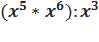 (x⁵ * x⁶): x³